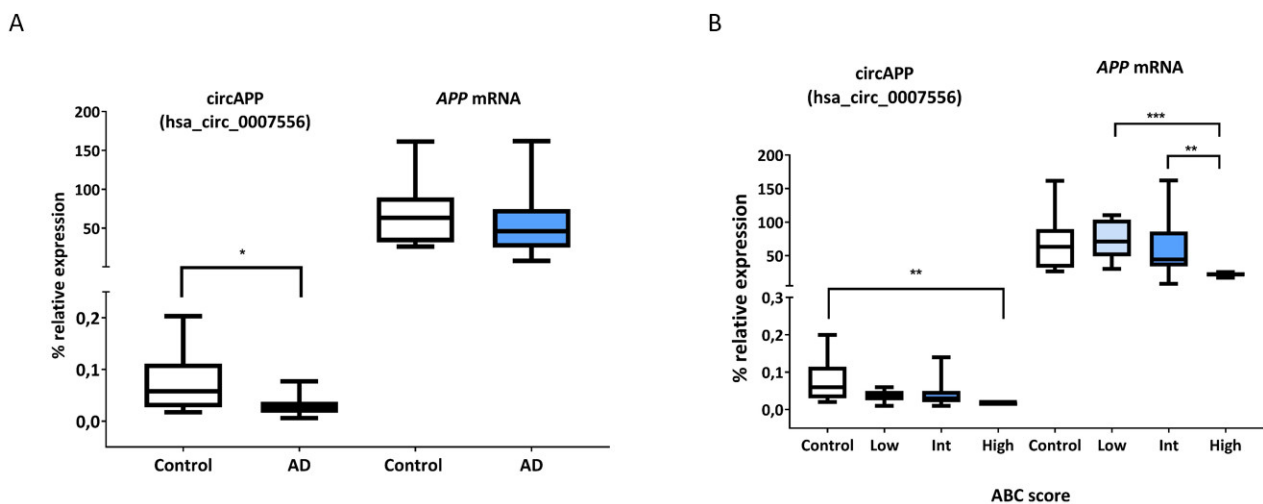 A
circAPP
(hsa_circ_0007556)
APP mRNA
% relative expression
200
150
100
50
0,2
0,1
0,0
*
Control
AD
Control
AD
B
circAPP
(hsa_circ_0007556)
APP mRNA
% relative expression
200
150
100
50
0,3
0,2
0,1
0,0
**
***
**
Control
Low
Int
High
Control
Low
Int
High
ABC score